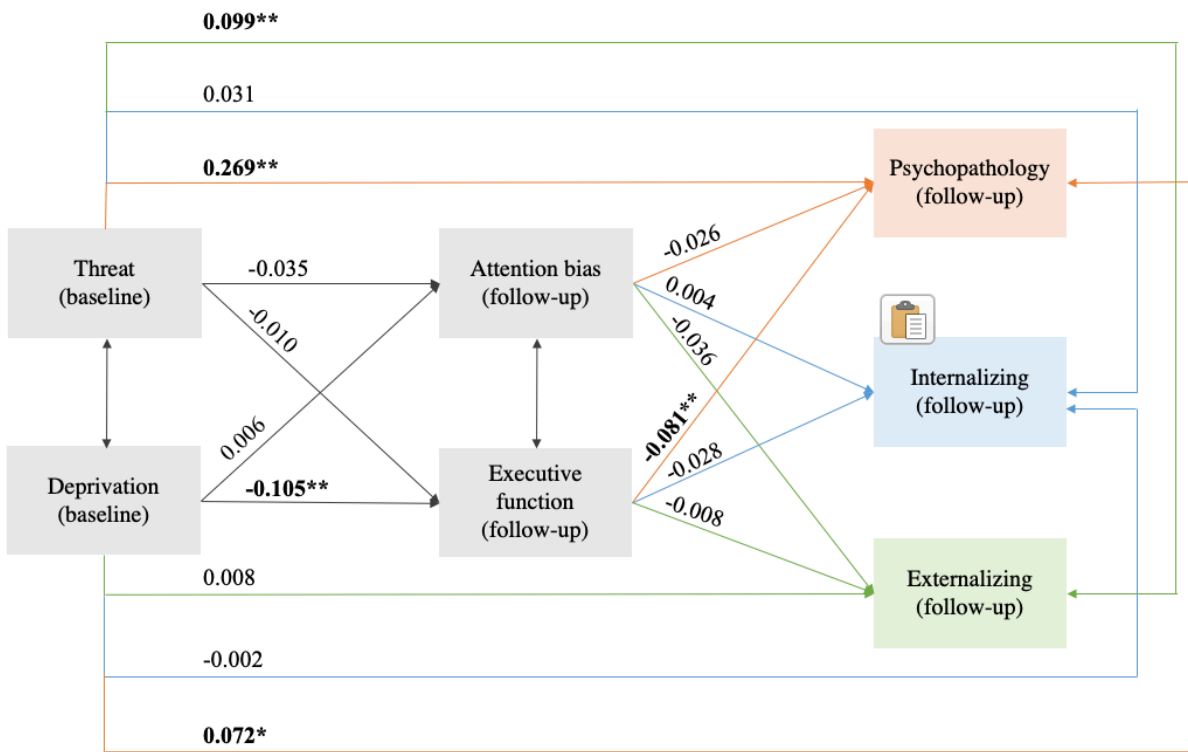 0.099**
0.031
0.269**
Psychopathology
(follow-up)
Threat
(baseline)
-0.035
Attention bias
(follow-up)
-0.026
0.004
-0.010
-0.036
Internalizing
(follow-up)
0.006
-0.081**
Deprivation
(baseline)
-0.105**
Executive
function
(follow-up)
-0.028
-0.008
0.008
Externalizing
(follow-up)
-0.002
0.072*